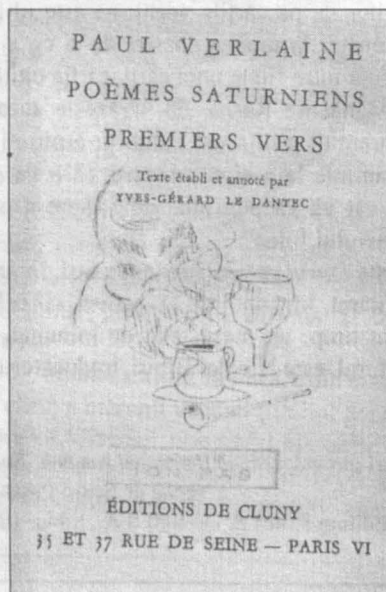 PAUL VERLAINE
POÈMES SATURNIENS
PREMIERS VERS
Texte établi et annoté par
YVES-GÉRARD LE DANTEC
ÉDITIONS DE CLUNY
35 ET 37 RUE DE SEINE — PARIS VI